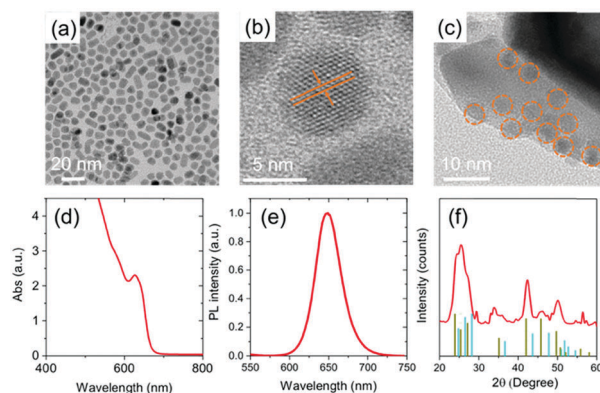 (a)
(b)
(c)
20 nm
5 nm
10 nm
(d)
(e)
(f)
Abs (a.u.)
4
3
2
1
0
400
600
800
Wavelength (nm)
PL intensity (a.u.)
1.0
0.8
0.6
0.4
0.2
0.0
550
600
650
700
750
Wavelength (nm)
Intensity (counts)
20
30
40
50
60
2θ (Degree)